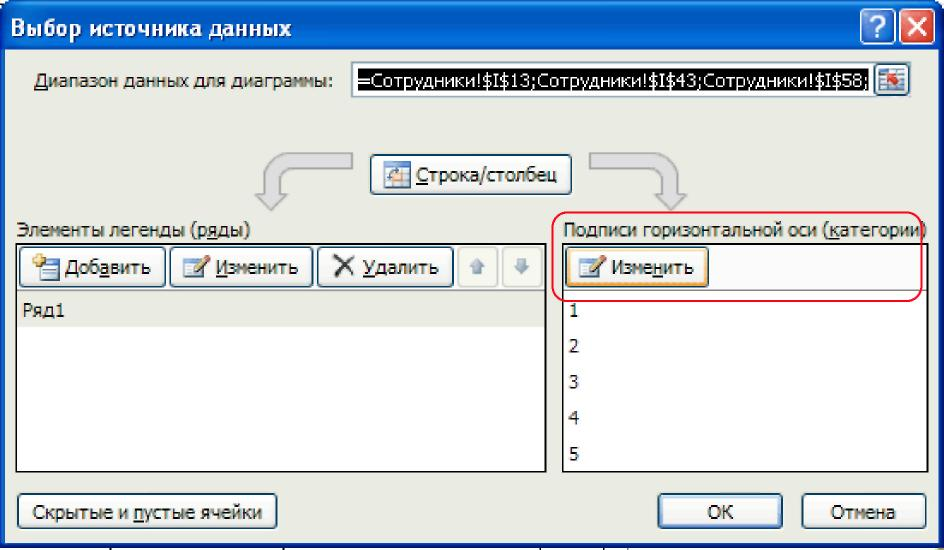 Выбор источника данных
?
Диапазон данных для диаграммы: =Сотрудники!$I$13;Сотрудники!$I$43;Сотрудники!$I$58;
Строка/столбец
Элементы легенды (ряды)
Подписи горизонтальной оси (категории)
Добавить Изменить Удалить
Изменить
Ряд1
1
2
3
4
5
Скрытые и пустые ячейки
ОК
Отмена